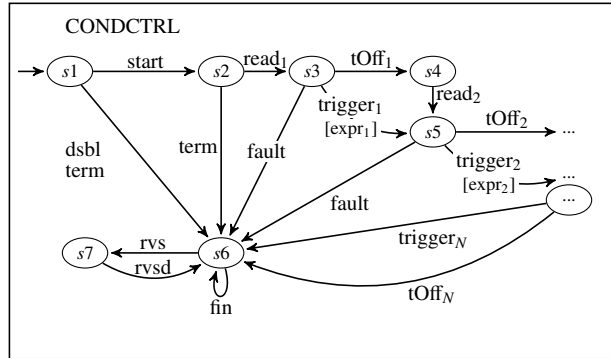 CONDCTRL
s1
start
s2
read₁
s3
tOff₁
s4
read₂
trigger₁
[expr₁]
s5
tOff₂
...
dsbl
term
term
fault
trigger₂
[expr₂]
...
...
fault
s7
rvs
rvsd
s6
trigger_N
tOff_N
fin